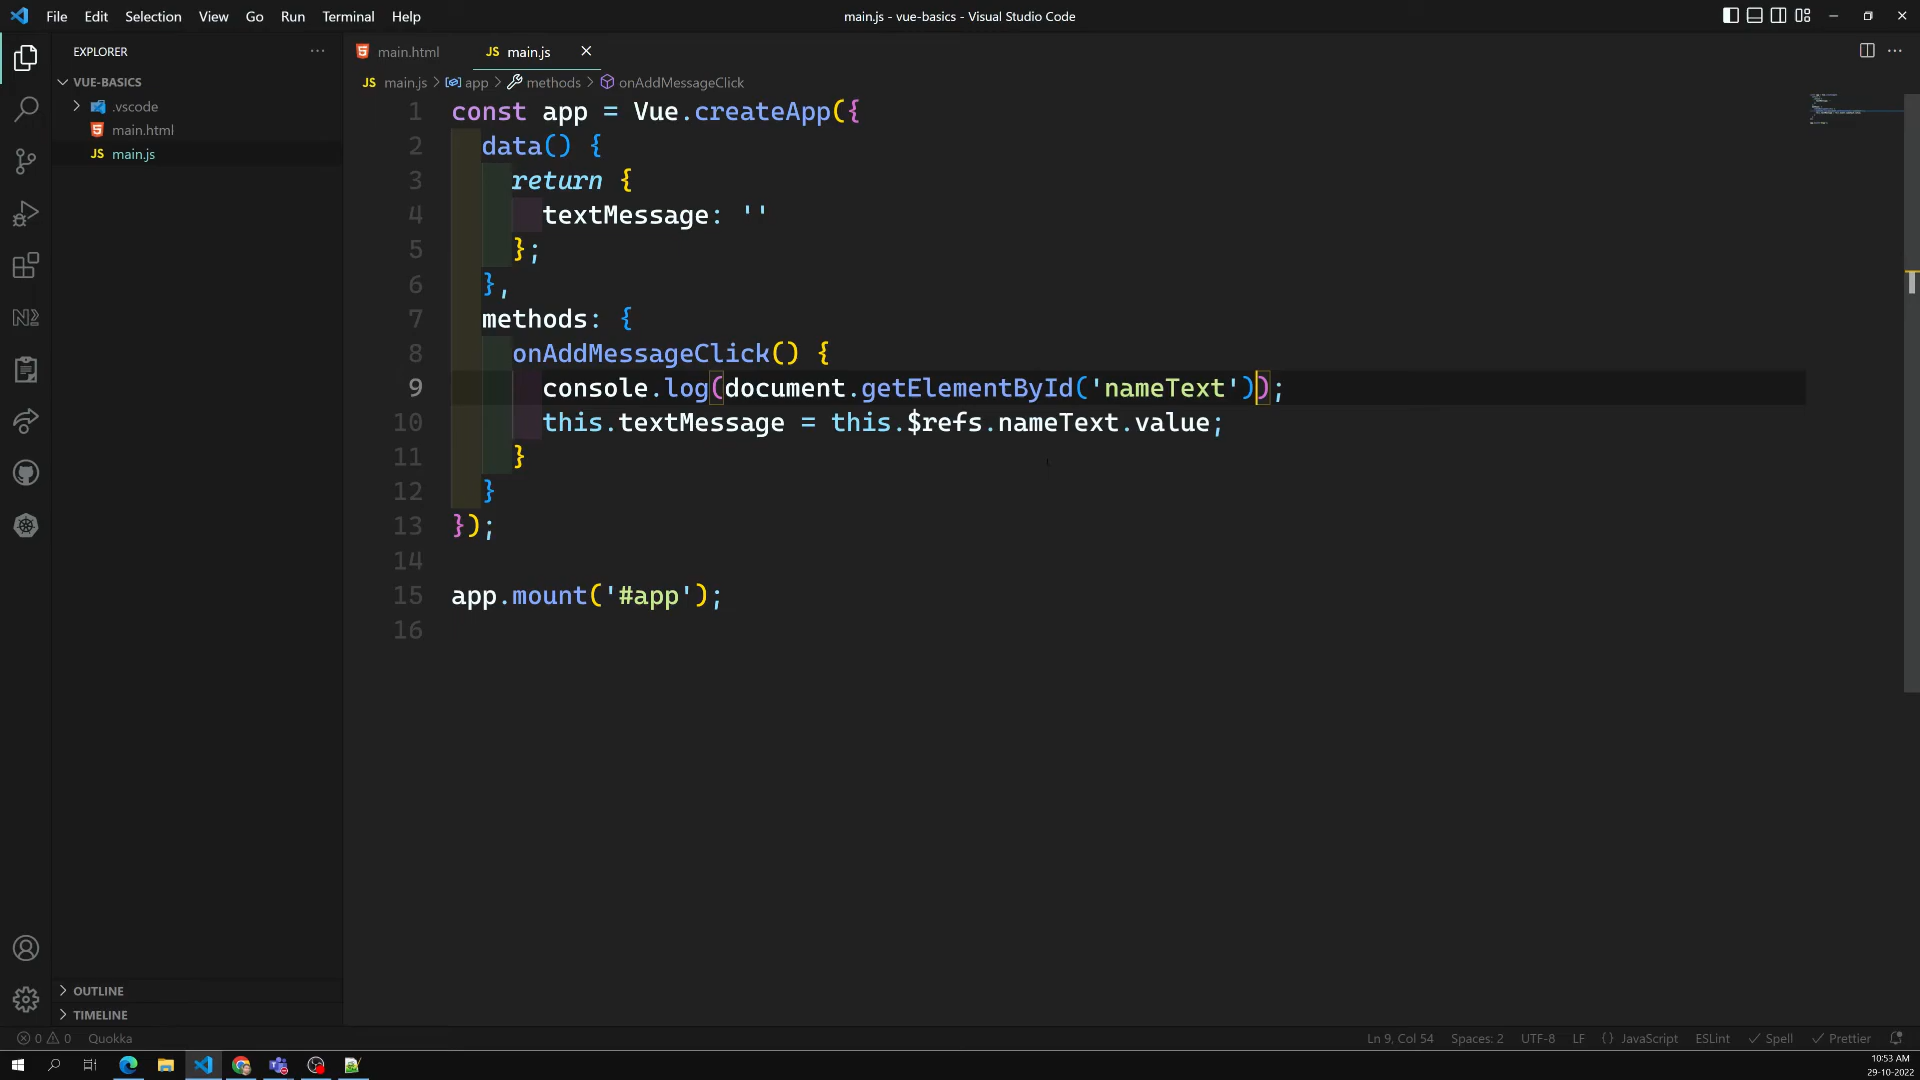 File Edit Selection View Go Run Terminal Help
main.js - vue-basics - Visual Studio Code
EXPLORER
VUE-BASICS
.vscode
main.html
JS main.js
main.html
JS main.js
JS main.js > app > methods > onAddMessageClick
1 const app = Vue.createApp({
2 data() {
3 return {
4 textMessage: ''
5 };
6 },
7 methods: {
8 onAddMessageClick() {
9 console.log(document.getElementById('nameText'));
10 this.textMessage = this.$refs.nameText.value;
11 }
12 }
13 });
14
15 app.mount('#app');
16
OUTLINE
TIMELINE
0 0 Quokka
Ln 9, Col 54 Spaces: 2 UTF-8 LF {} JavaScript ESLint Spell Prettier
10:53 AM
29-10-2022